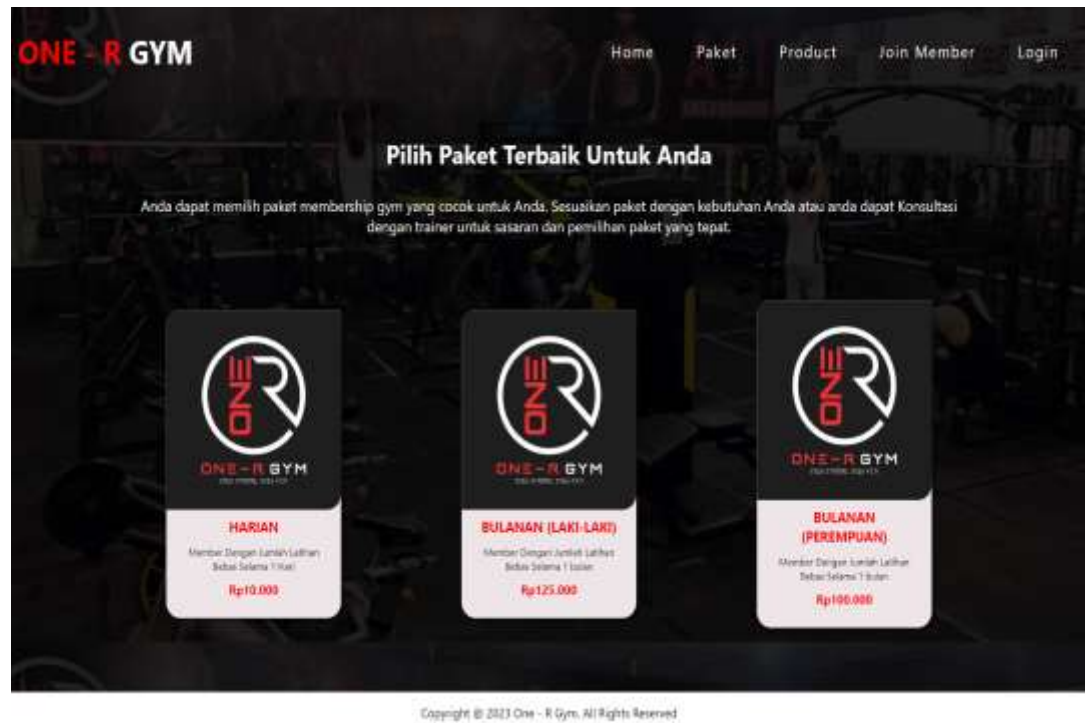 ONE - R GYM
Home Paket Product Join Member Login
Pilih Paket Terbaik Untuk Anda
Anda dapat memilih paket membership gym yang cocok untuk Anda. Sesuaikan paket dengan kebutuhan Anda atau anda dapat Konsultasi
dengan trainer untuk sasaran dan pemilihan paket yang tepat.
ONE
R
ONE-R GYM
HARIAN
Member Dengan Jumlah Latihan
Bebas Selama 1 Hari
Rp10.000
ONE
R
ONE-R GYM
BULANAN (LAKI-LAKI)
Member Dengan Jumlah Latihan
Bebas Selama 1 bulan
Rp125.000
ONE
R
ONE-R GYM
BULANAN
(PEREMPUAN)
Member Dengan Jumlah Latihan
Bebas Selama 1 bulan
Rp100.000
Copyright @ 2023 One - R Gym. All Rights Reserved